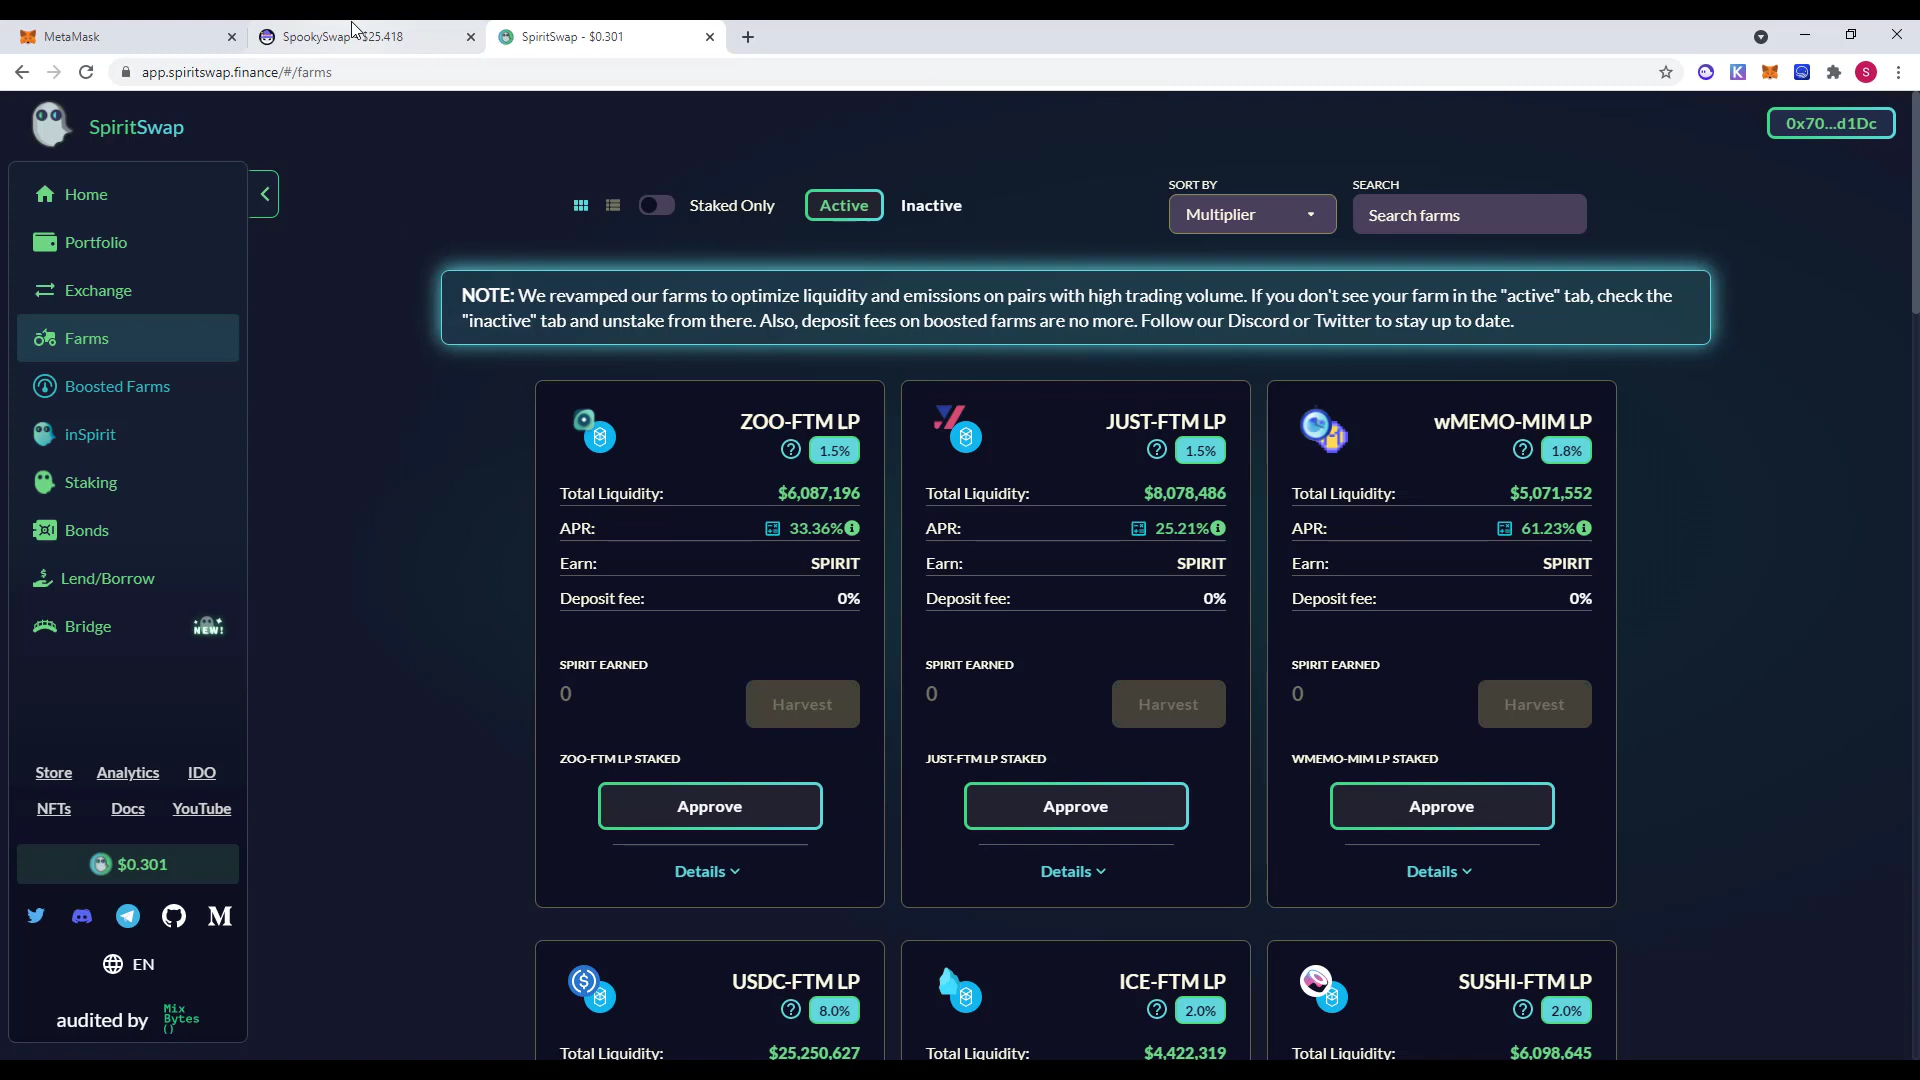 MetaMask
SpookySwap - $25.418
SpiritSwap - $0.301
app.spiritswap.finance/#/farms
K
S
SpiritSwap
0x70...d1Dc
Home
Portfolio
Exchange
Farms
Boosted Farms
inSpirit
Staking
Bonds
Lend/Borrow
Bridge
NEW!
Store
Analytics
IDO
NFTs
Docs
YouTube
$0.301
EN
audited by
Mix
Bytes
()
Staked Only
Active
Inactive
SORT BY
Multiplier
SEARCH
Search farms
NOTE: We revamped our farms to optimize liquidity and emissions on pairs with high trading volume. If you don't see your farm in the "active" tab, check the
"inactive" tab and unstake from there. Also, deposit fees on boosted farms are no more. Follow our Discord or Twitter to stay up to date.
ZOO-FTM LP
1.5%
Total Liquidity: $6,087,196
APR: 33.36%
Earn: SPIRIT
Deposit fee: 0%
SPIRIT EARNED
0
Harvest
ZOO-FTM LP STAKED
Approve
Details
JUST-FTM LP
1.5%
Total Liquidity: $8,078,486
APR: 25.21%
Earn: SPIRIT
Deposit fee: 0%
SPIRIT EARNED
0
Harvest
JUST-FTM LP STAKED
Approve
Details
wMEMO-MIM LP
1.8%
Total Liquidity: $5,071,552
APR: 61.23%
Earn: SPIRIT
Deposit fee: 0%
SPIRIT EARNED
0
Harvest
WMEMO-MIM LP STAKED
Approve
Details
USDC-FTM LP
8.0%
Total Liquidity: $25,250,627
ICE-FTM LP
2.0%
Total Liquidity: $4,422,319
SUSHI-FTM LP
2.0%
Total Liquidity: $6,098,645